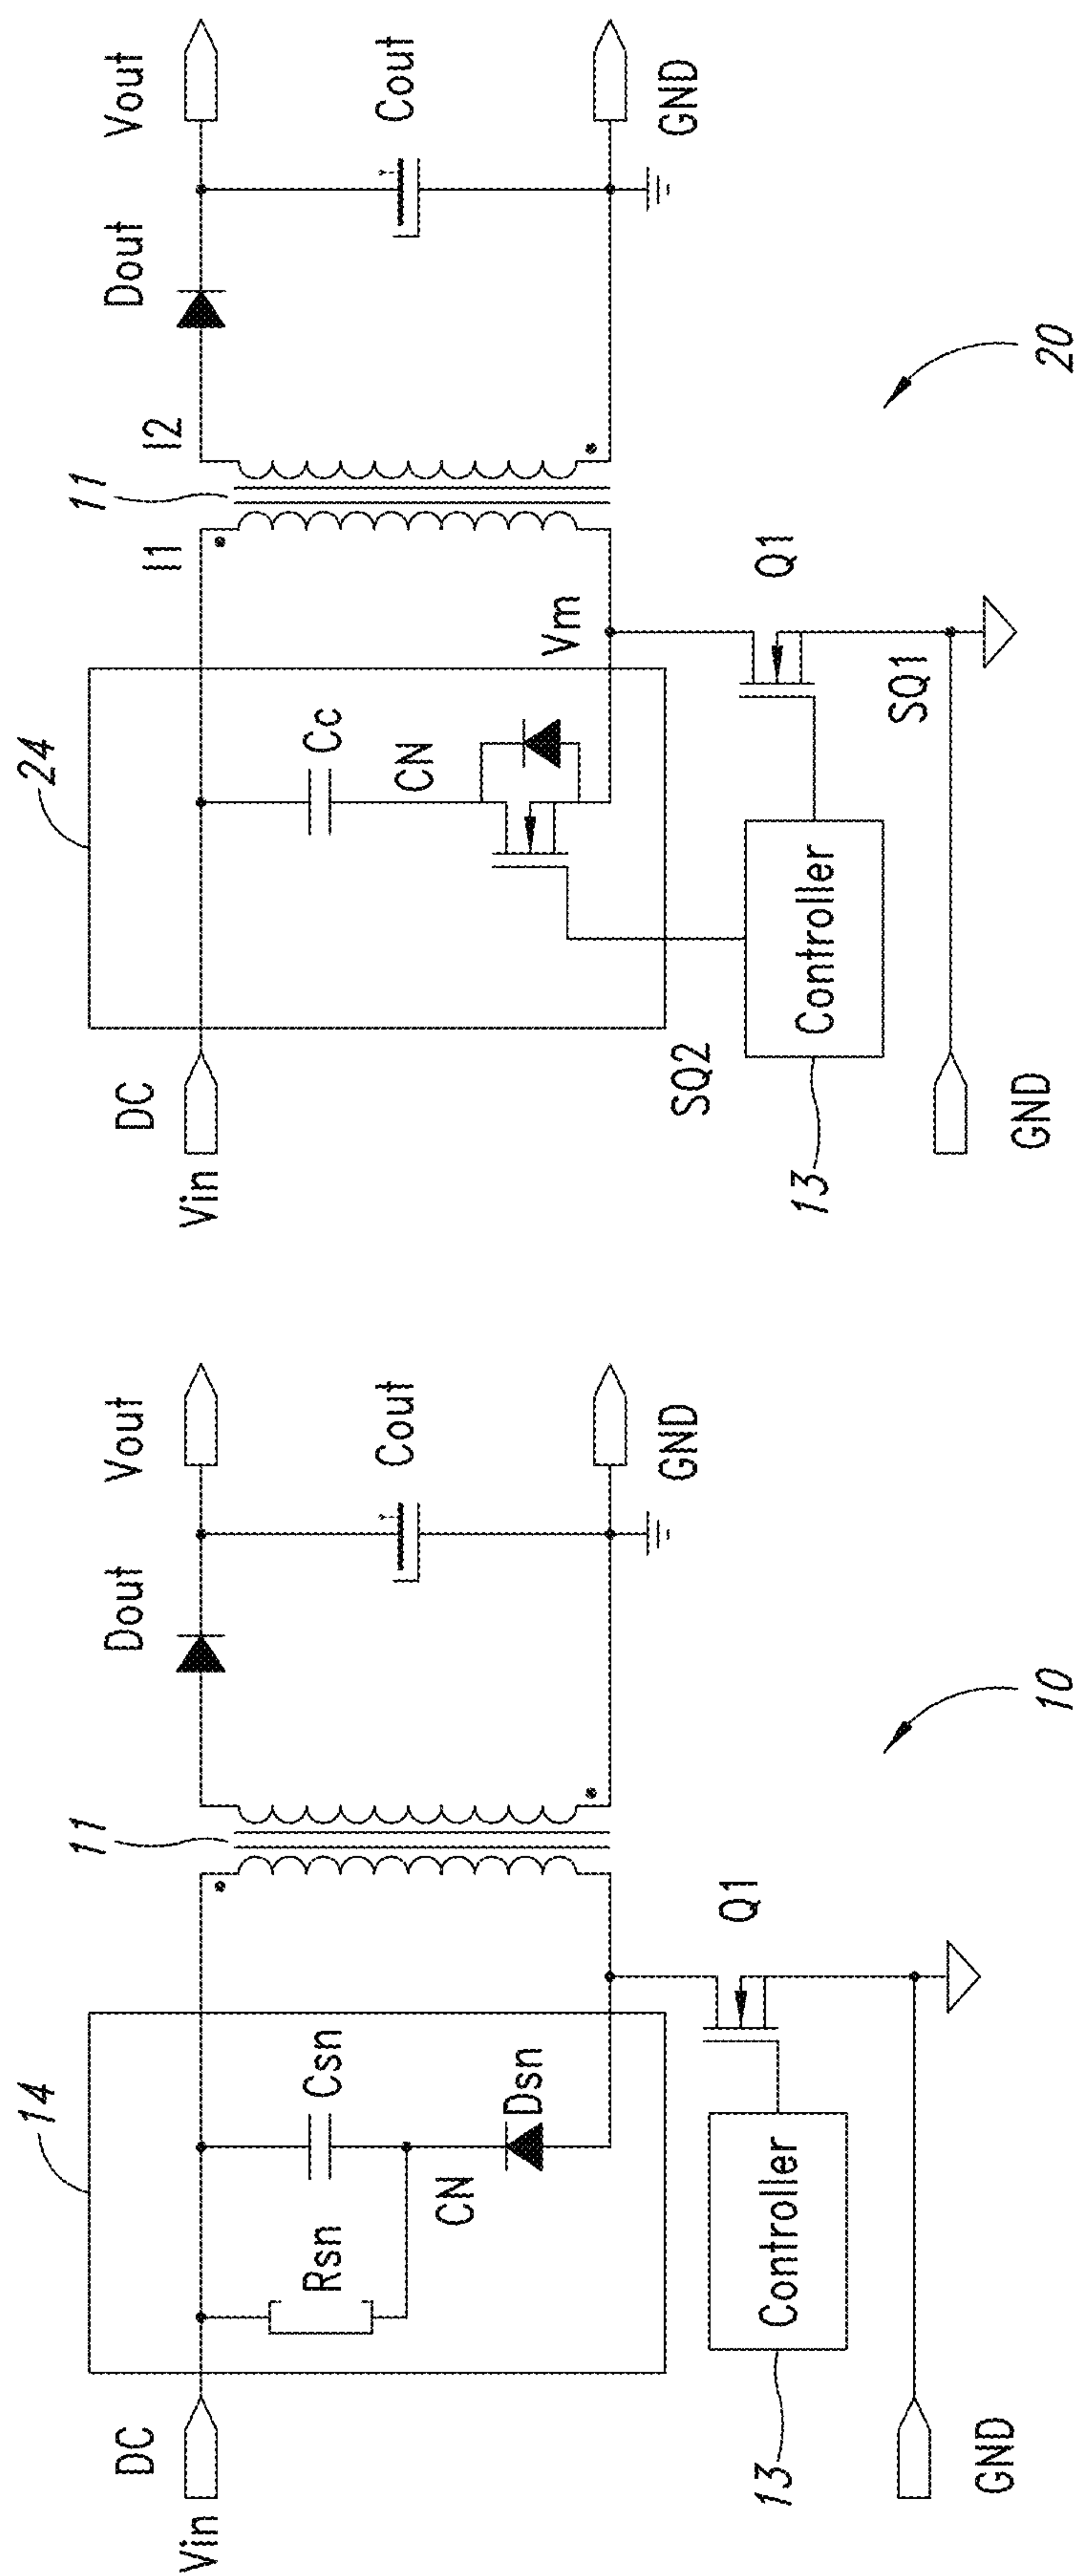 14
DC
Vin
Rsn
Csn
CN
Dsn
11
Dout
Vout
Cout
GND
Q1
Controller
13
GND
10
24
DC
Vin
Cc
CN
Vm
I1
11
I2
Dout
Vout
Cout
GND
SQ2
Q1
SQ1
Controller
13
GND
20